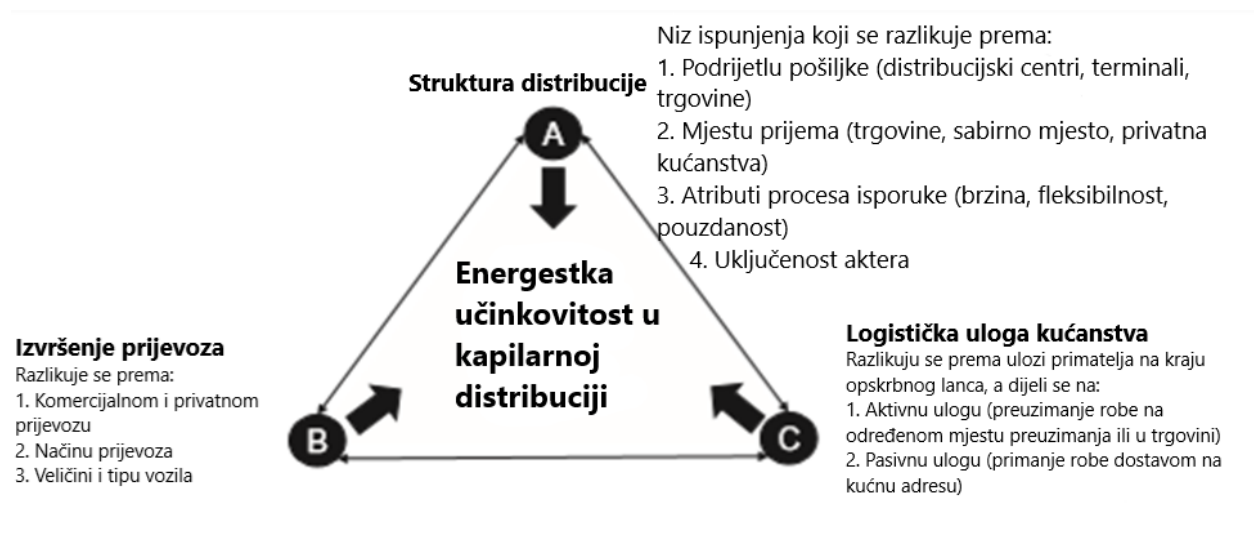 Struktura distribucije
Niz ispunjenja koji se razlikuje prema:
1. Podrijetlu pošiljke (distribucijski centri, terminali,
trgovine)
2. Mjestu prijema (trgovine, sabirno mjesto, privatna
kućanstva)
3. Atributi procesa isporuke (brzina, fleksibilnost,
pouzdanost)
4. Uključenost aktera
A
Energestka
učinkovitost u
kapilarnoj
distribuciji
Izvršenje prijevoza
Razlikuje se prema:
1. Komercijalnom i privatnom
prijevozu
2. Načinu prijevoza
3. Veličini i tipu vozila
B
C
Logistička uloga kućanstva
Razlikuju se prema ulozi primatelja na kraju
opskrbnog lanca, a dijeli se na:
1. Aktivnu ulogu (preuzimanje robe na
određenom mjestu preuzimanja ili u trgovini)
2. Pasivnu ulogu (primanje robe dostavom na
kućnu adresu)